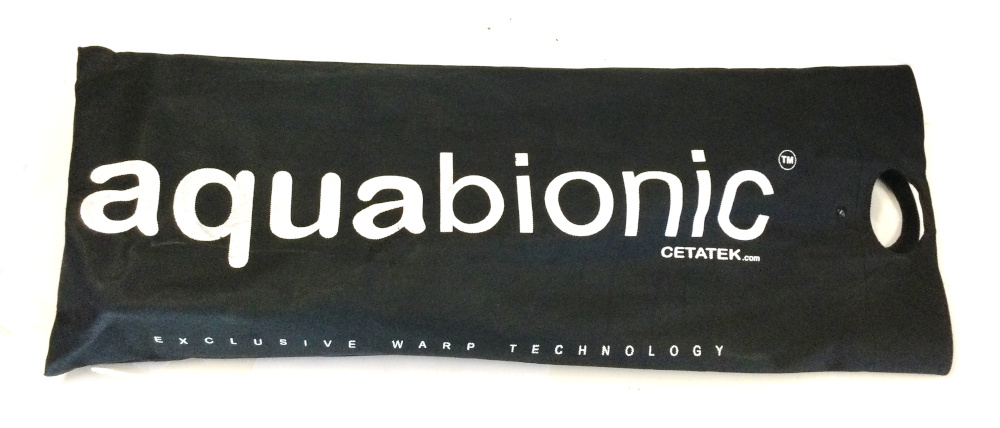 aquabionic™
CETATEK.com
EXCLUSIVE WARP TECHNOLOGY